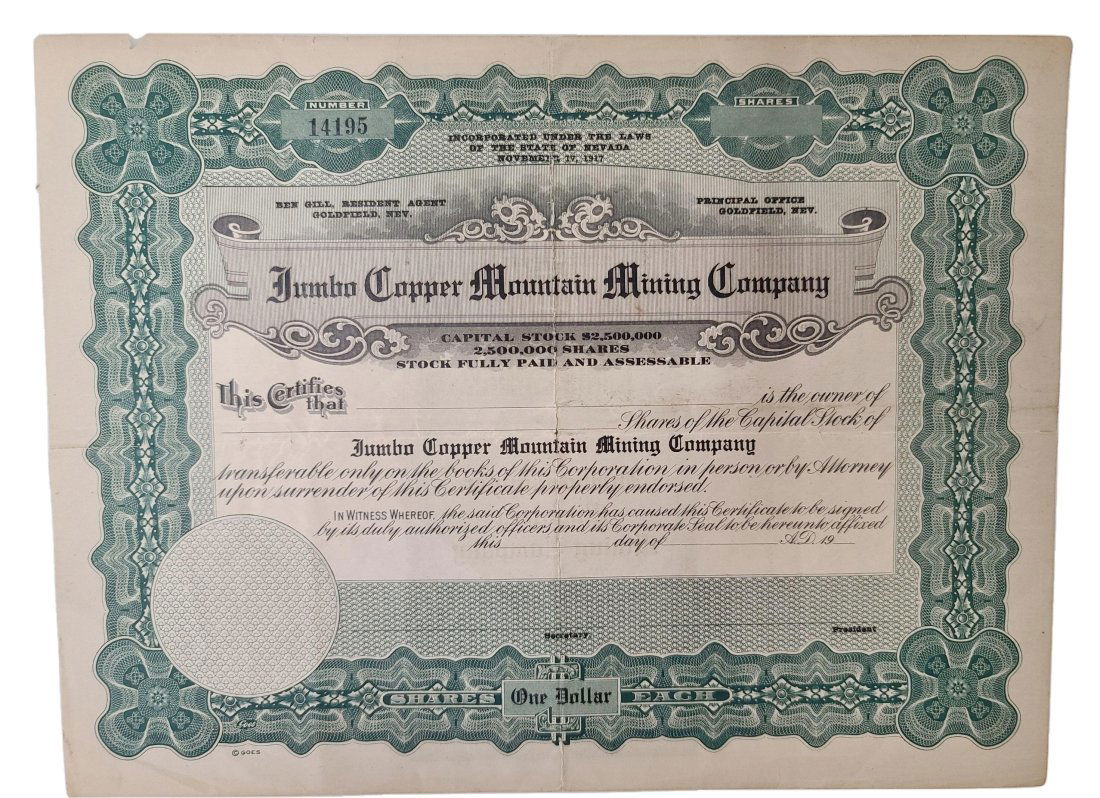 NUMBER
14195
SHARES
INCORPORATED UNDER THE LAWS
OF THE STATE OF NEVADA
NOVEMBER 17, 1917
BEN GILL, RESIDENT AGENT
GOLDFIELD, NEV.
PRINCIPAL OFFICE
GOLDFIELD, NEV.
Jumbo Copper Mountain Mining Company
CAPITAL STOCK $2,500,000
2,500,000 SHARES
STOCK FULLY PAID AND ASSESSABLE
This Certifies that is the owner of
Shares of the Capital Stock of
Jumbo Copper Mountain Mining Company
transferable only on the books of this Corporation in person or by Attorney
upon surrender of this Certificate properly endorsed.
IN WITNESS WHEREOF, the said Corporation has caused this Certificate to be signed
by its duly authorized officers and its Corporate Seal to be hereunto affixed
this day of A.D. 19
Secretary
President
SHARES One Dollar EACH
Goes
© GOES